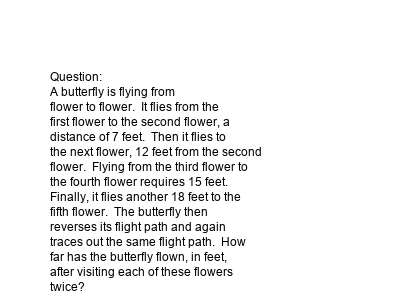 Question:
A butterfly is flying from
flower to flower.  It flies from the
first flower to the second flower, a
distance of 7 feet.  Then it flies to
the next flower, 12 feet from the second
flower.  Flying from the third flower to
the fourth flower requires 15 feet.
Finally, it flies another 18 feet to the
fifth flower.  The butterfly then
reverses its flight path and again
traces out the same flight path.  How
far has the butterfly flown, in feet,
after visiting each of these flowers
twice?